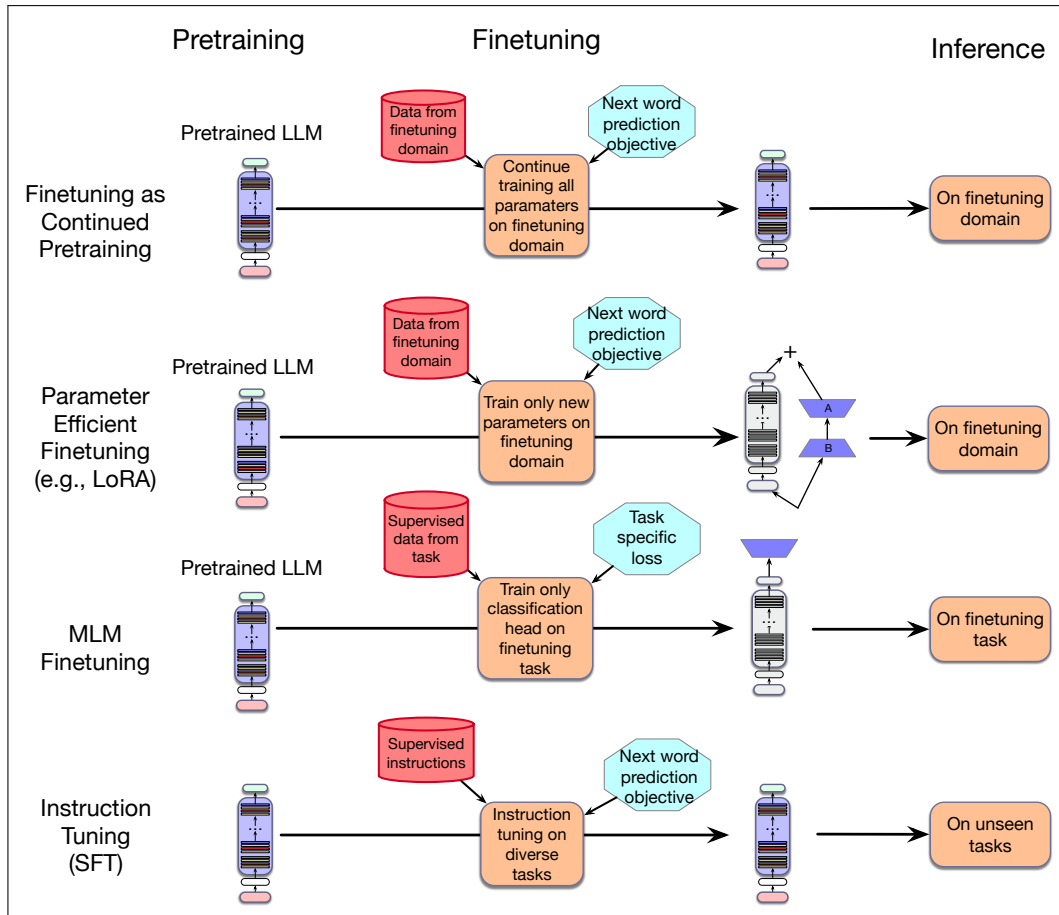 Pretraining
Finetuning
Inference
Finetuning as
Continued
Pretraining
Pretrained LLM
Data from
finetuning
domain
Next word
prediction
objective
Continue
training all
paramaters
on finetuning
domain
On finetuning
domain
Parameter
Efficient
Finetuning
(e.g., LoRA)
Pretrained LLM
Data from
finetuning
domain
Next word
prediction
objective
Train only new
parameters on
finetuning
domain
+
A
B
On finetuning
domain
MLM
Finetuning
Pretrained LLM
Supervised
data from
task
Task
specific
loss
Train only
classification
head on
finetuning
task
On finetuning
task
Instruction
Tuning
(SFT)
Supervised
instructions
Next word
prediction
objective
Instruction
tuning on
diverse
tasks
On unseen
tasks